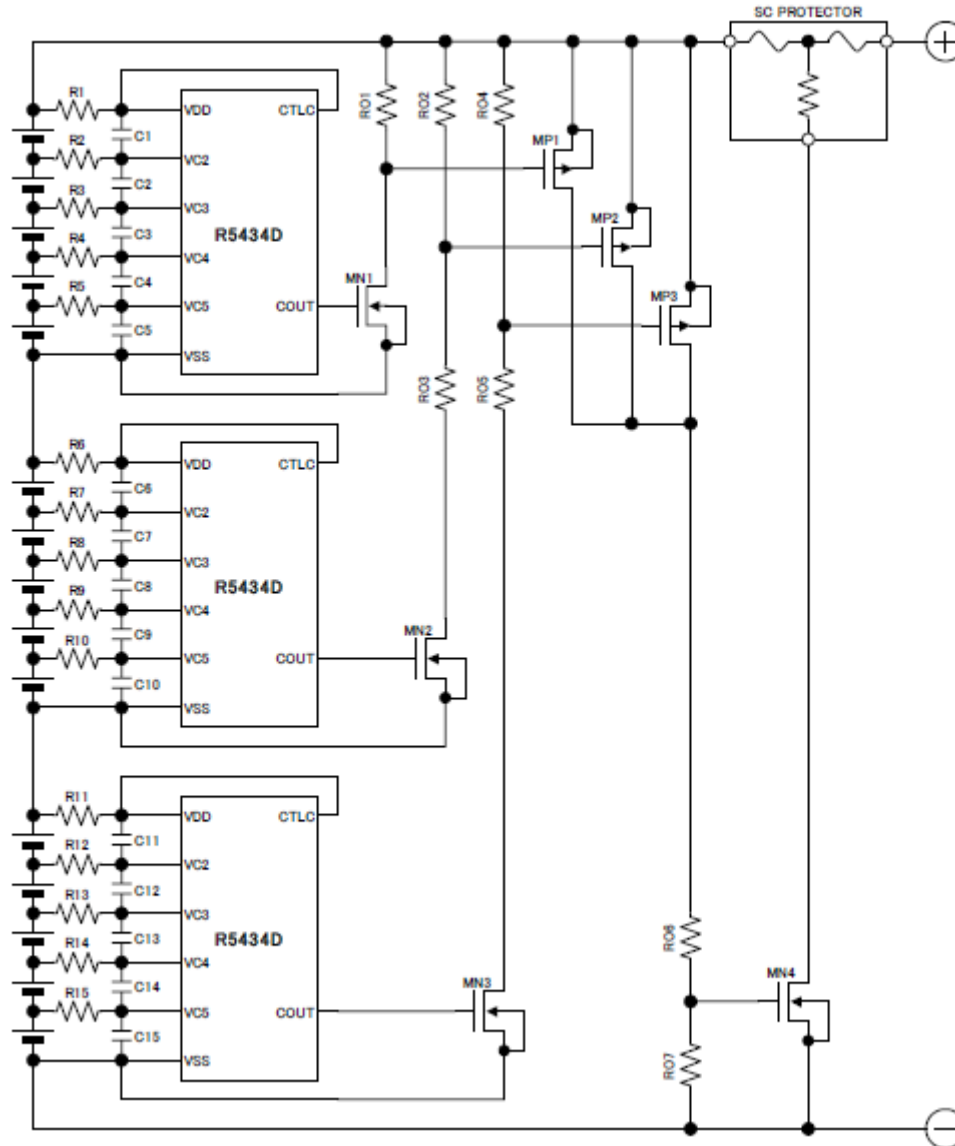 SC PROTECTOR
R1
VDD
CTLC
C1
R2
VC2
C2
R3
VC3
C3
R5434D
R4
VC4
C4
R5
VC5
COUT
C5
VSS
MN1
RO1
RO2
RO4
MP1
MP2
MP3
RO3
RO5
R6
VDD
CTLC
C6
R7
VC2
C7
R8
VC3
C8
R5434D
R9
VC4
C9
R10
VC5
COUT
C10
VSS
MN2
R11
VDD
CTLC
C11
R12
VC2
C12
R13
VC3
C13
R5434D
R14
VC4
C14
R15
VC5
COUT
C15
VSS
MN3
RO6
MN4
RO7